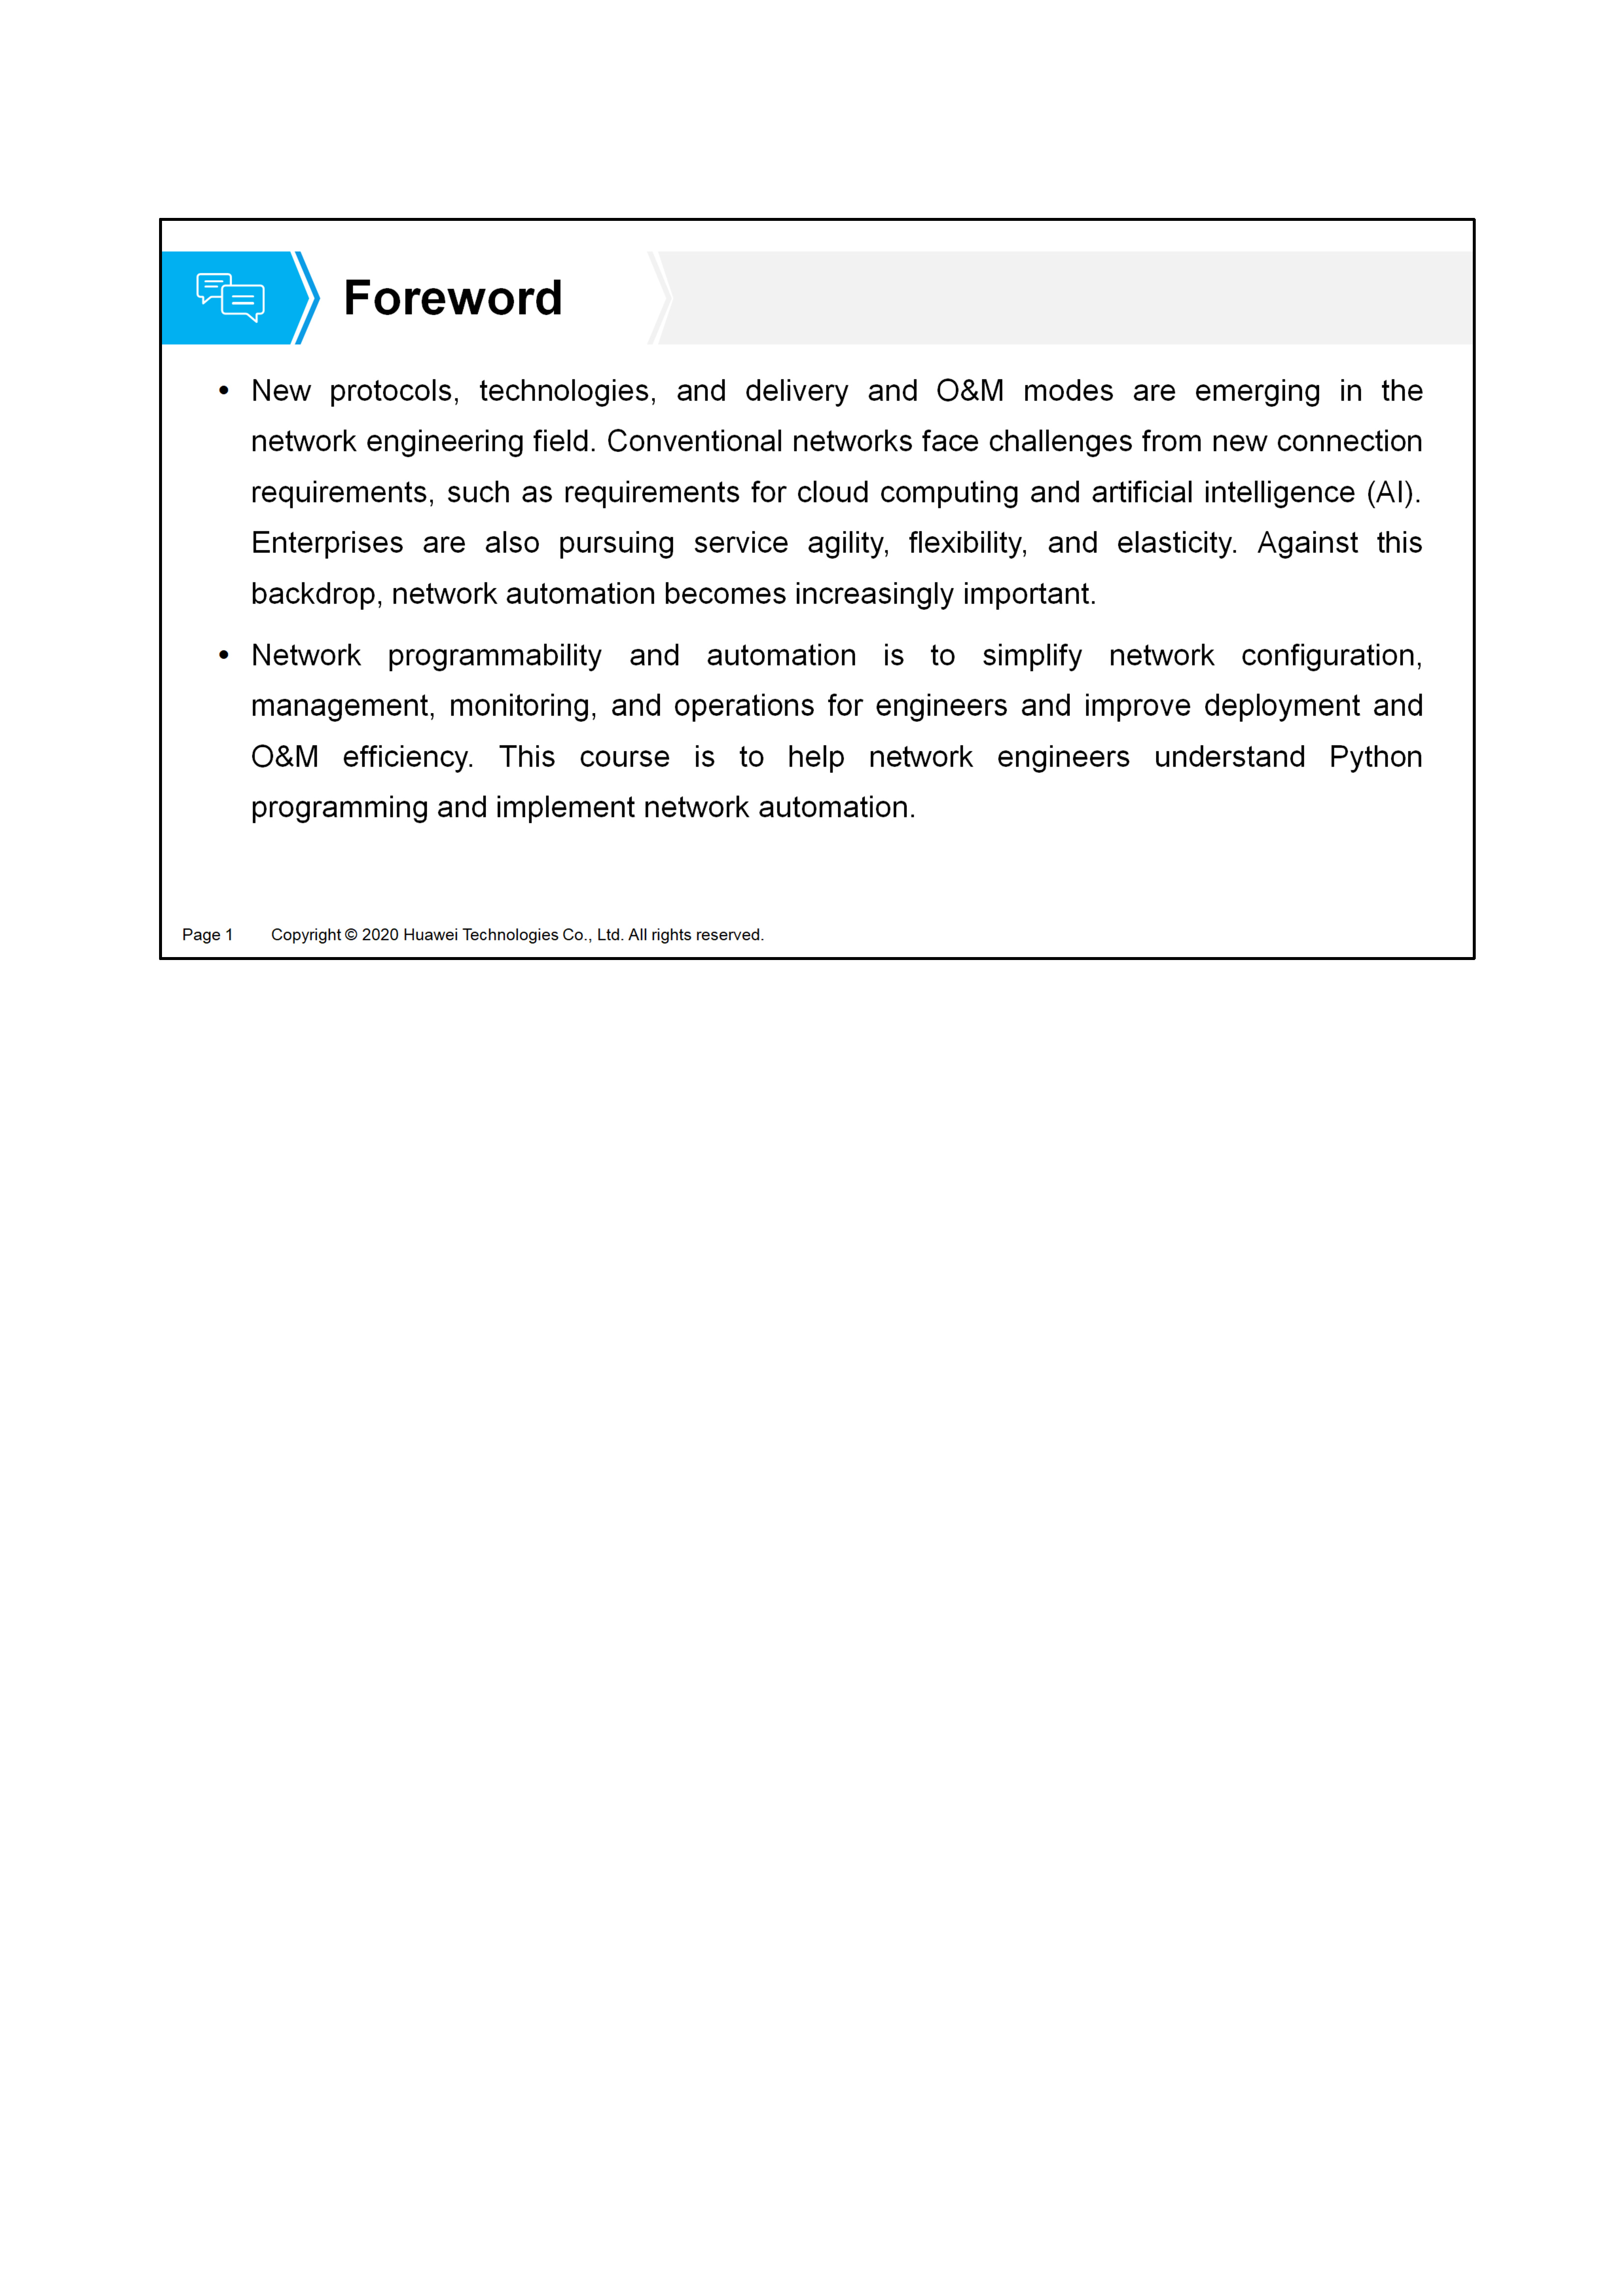 Foreword
• New protocols, technologies, and delivery and O&M modes are emerging in the
network engineering field. Conventional networks face challenges from new connection
requirements, such as requirements for cloud computing and artificial intelligence (AI).
Enterprises are also pursuing service agility, flexibility, and elasticity. Against this
backdrop, network automation becomes increasingly important.
• Network programmability and automation is to simplify network configuration,
management, monitoring, and operations for engineers and improve deployment and
O&M efficiency. This course is to help network engineers understand Python
programming and implement network automation.
Page 1 Copyright © 2020 Huawei Technologies Co., Ltd. All rights reserved.